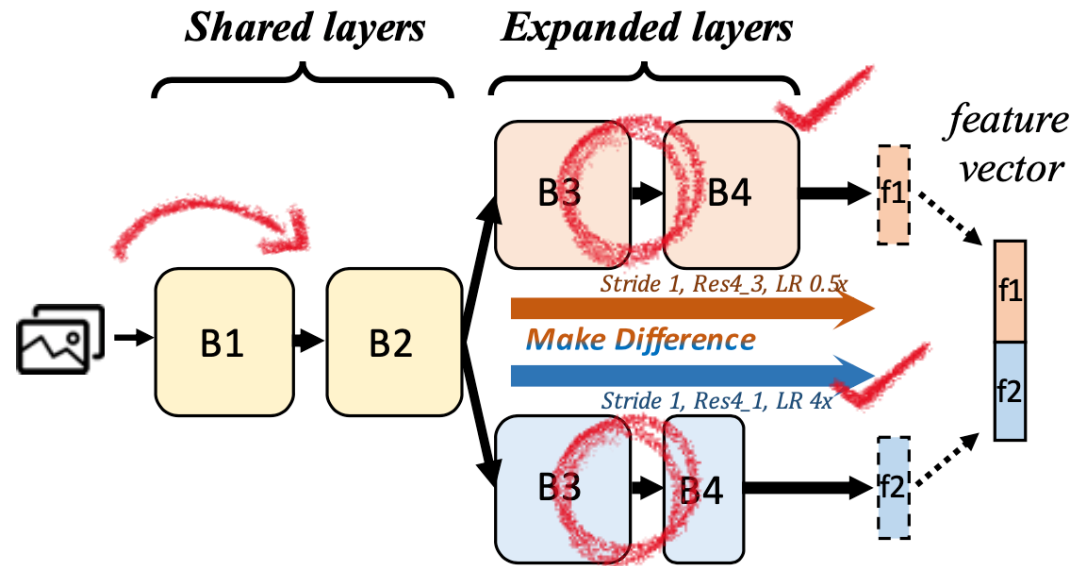 Shared layers
Expanded layers
feature
vector
B3
B4
f1
Stride 1, Res4_3, LR 0.5x
B1
B2
Make Difference
f1
f2
Stride 1, Res4_1, LR 4x
B3
B4
f2